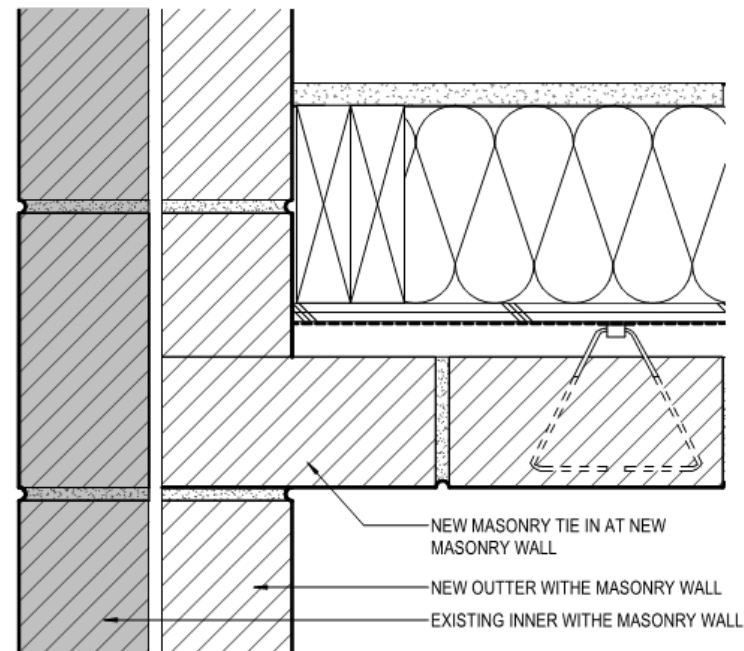 NEW MASONRY TIE IN AT NEW
MASONRY WALL
NEW OUTTER WITHE MASONRY WALL
EXISTING INNER WITHE MASONRY WALL